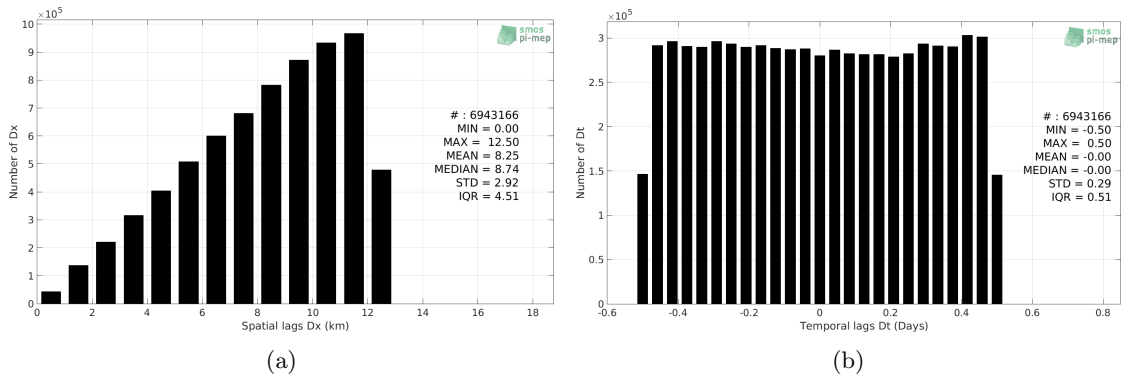 ×10⁵
10
9
8
7
6
5
4
3
2
1
0
Number of Dx
smos
pi-mep
# : 6943166
MIN = 0.00
MAX = 12.50
MEAN = 8.25
MEDIAN = 8.74
STD = 2.92
IQR = 4.51
0 2 4 6 8 10 12 14 16 18
Spatial lags Dx (km)
(a)
×10⁵
3
2.5
2
1.5
1
0.5
0
Number of Dt
smos
pi-mep
# : 6943166
MIN = -0.50
MAX = 0.50
MEAN = -0.00
MEDIAN = -0.00
STD = 0.29
IQR = 0.51
-0.6 -0.4 -0.2 0 0.2 0.4 0.6 0.8
Temporal lags Dt (Days)
(b)